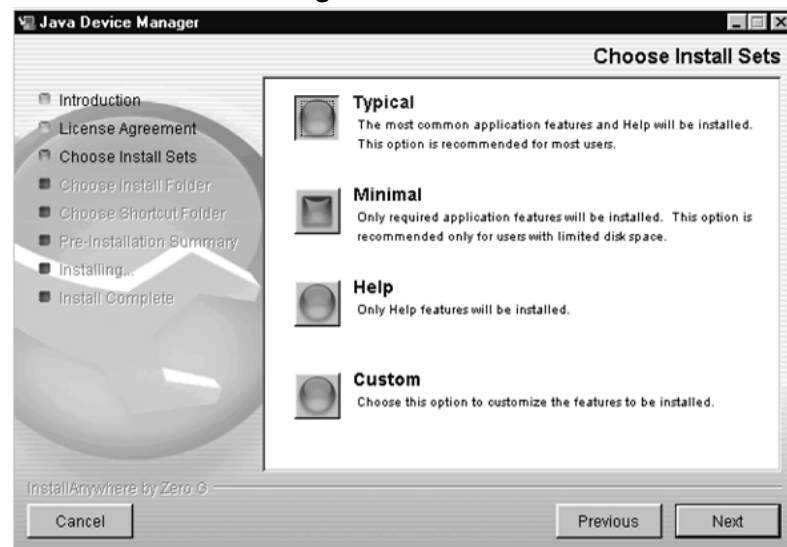 Java Device Manager
Choose Install Sets
Introduction
License Agreement
Choose Install Sets
Choose Install Folder
Choose Shortcut Folder
Pre-Installation Summary
Installing...
Install Complete
Typical
The most common application features and Help will be installed.
This option is recommended for most users.
Minimal
Only required application features will be installed. This option is
recommended only for users with limited disk space.
Help
Only Help features will be installed.
Custom
Choose this option to customize the features to be installed.
InstallAnywhere by Zero G
Cancel
Previous
Next